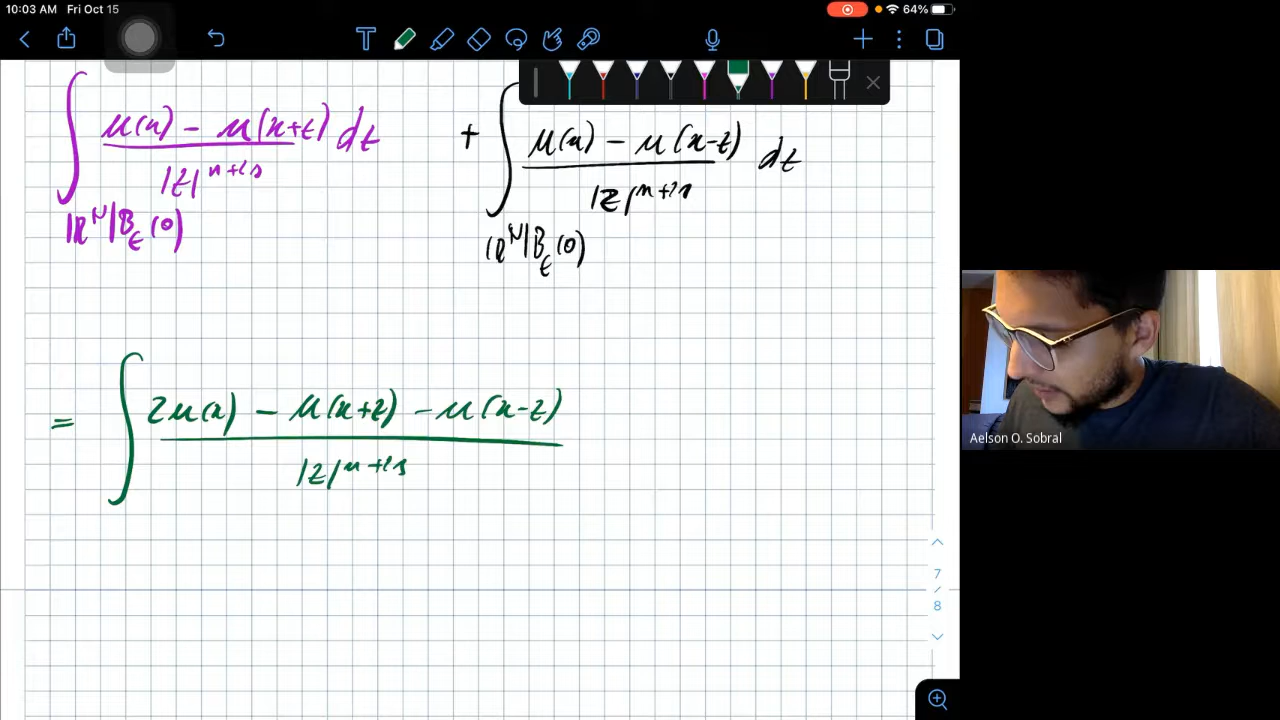 10:03 AM Fri Oct 15
64%
T
∫ u(x) − u(x+z) / |z|^{n+2s} dz + ∫ u(x) − u(x−z) / |z|^{n+2s} dz
ℝ^N\B_ε(0) ℝ^N\B_ε(0)
= ∫ 2u(x) − u(x+z) − u(x−z) / |z|^{n+2s}
Aelson O. Sobral
7
/
8